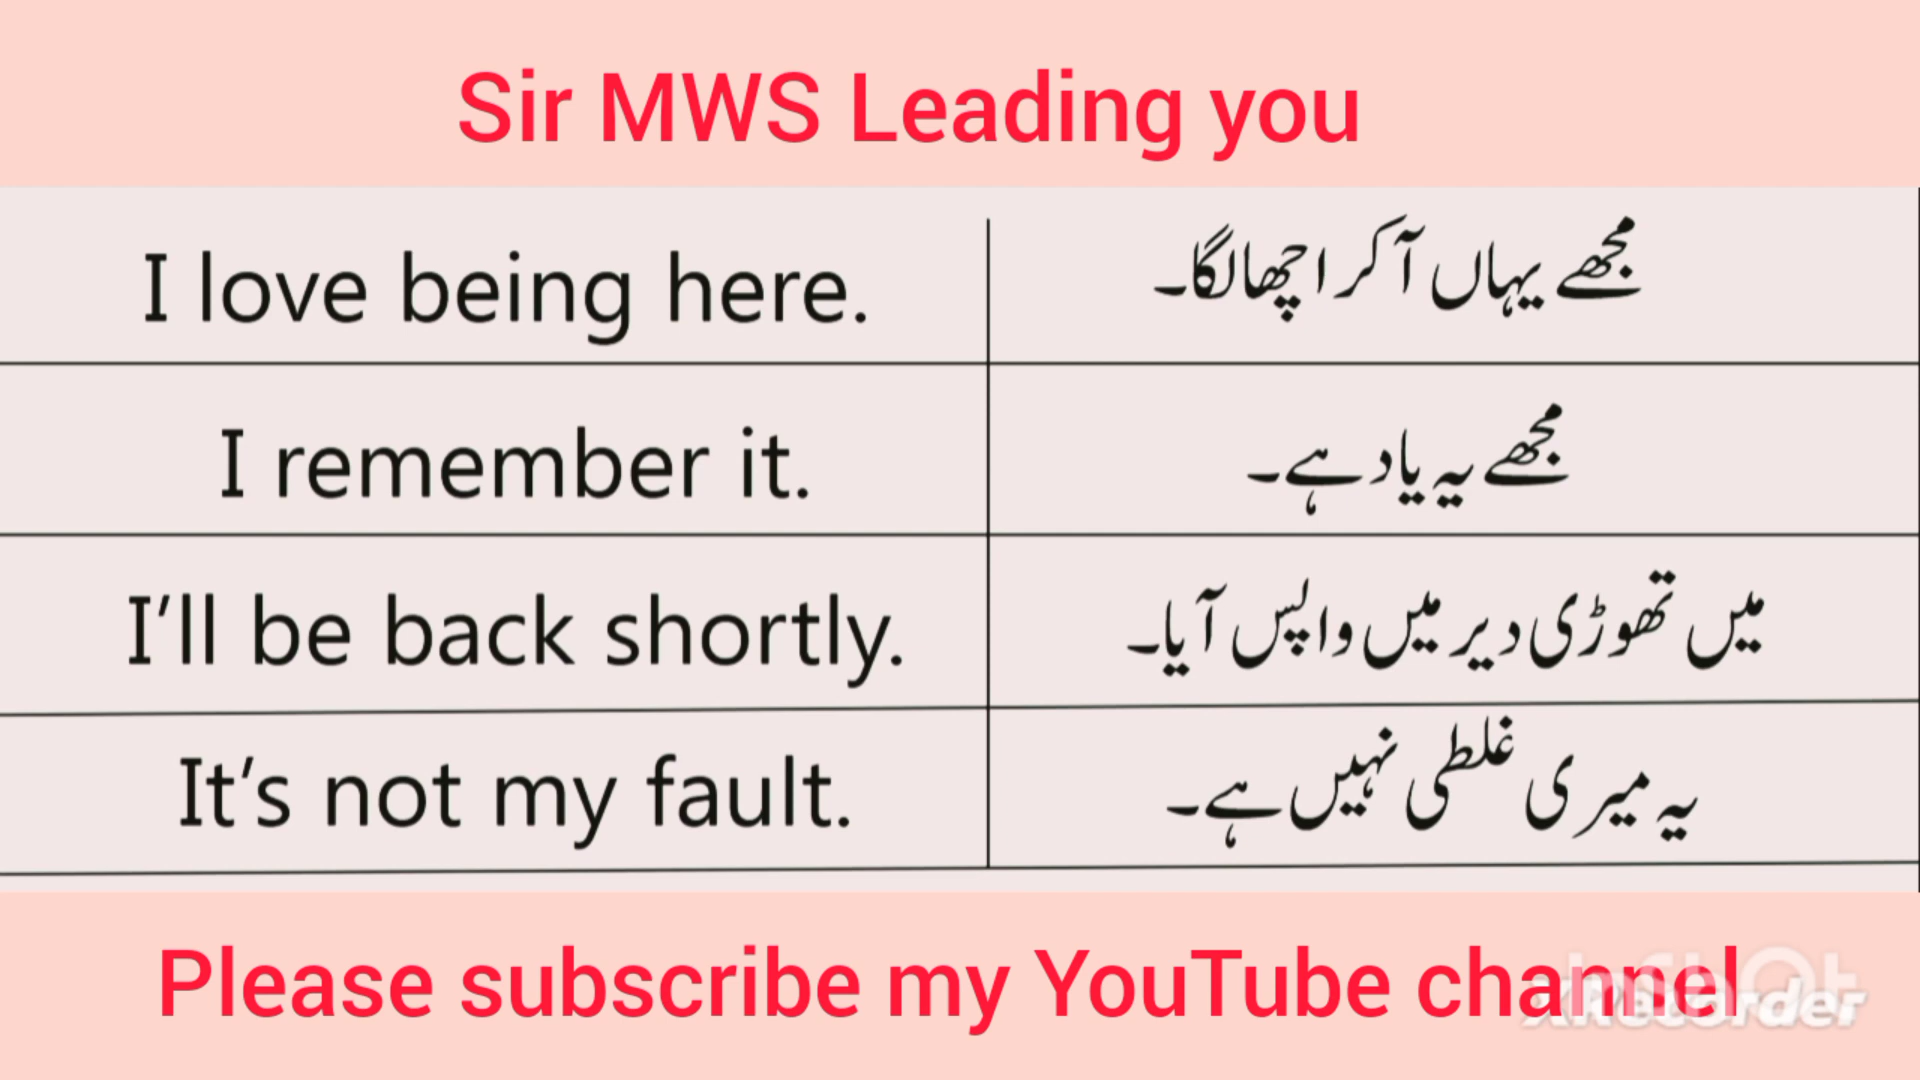 Sir MWS Leading you
I love being here. مجھے یہاں آکر اچھا لگا۔
I remember it. مجھے یہ یاد ہے۔
I’ll be back shortly. میں تھوڑی دیر میں واپس آیا۔
It’s not my fault. یہ میری غلطی نہیں ہے۔
Please subscribe my YouTube channel
InShOt
XRecorder